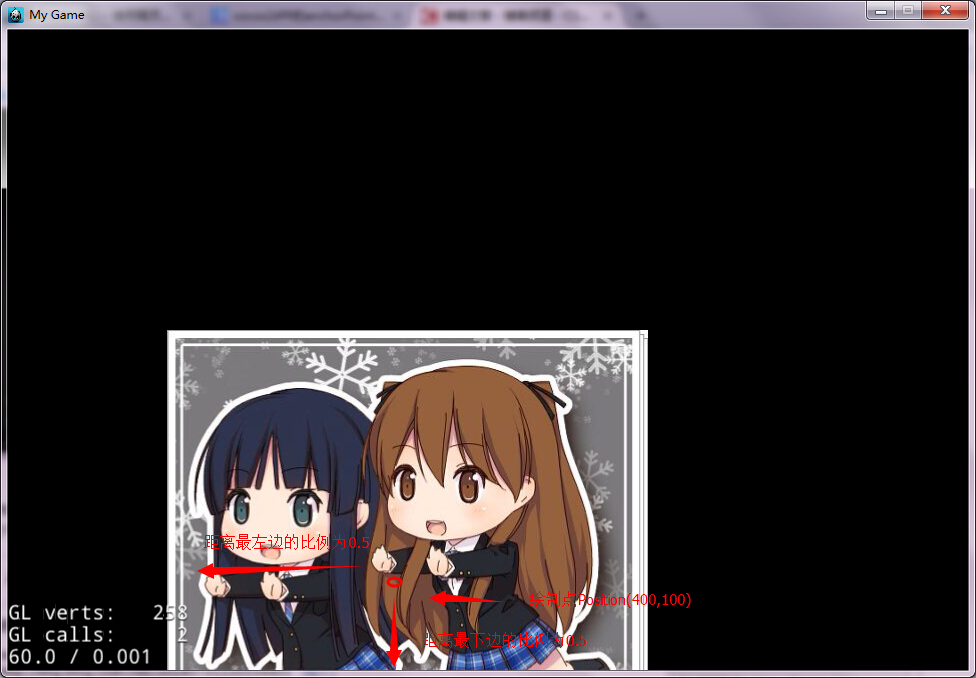 My Game
距离最左边的比例为0.5
绘制点Position(400,100)
距离最下边的比例为0.5
GL verts: 258
GL calls: 2
60.0 / 0.001